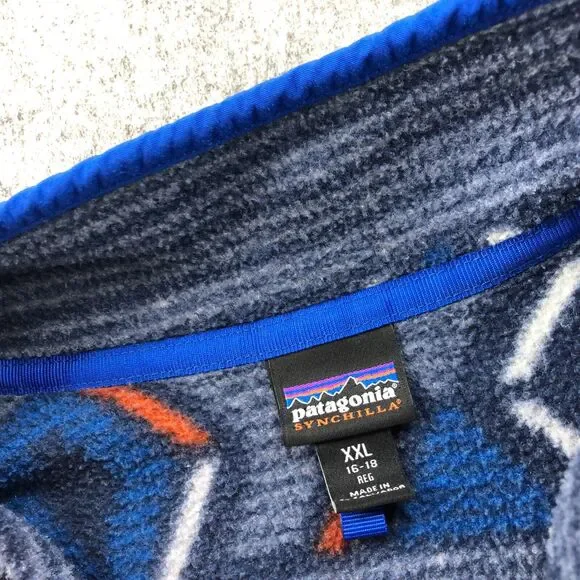 patagonia®
SYNCHILLA®
XXL
16-18
REG
MADE IN